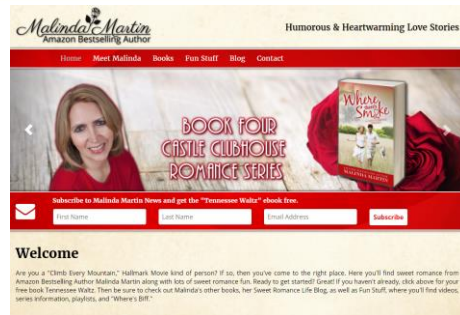 Malinda Martin
Amazon Bestselling Author
Humorous & Heartwarming Love Stories
Home Meet Malinda Books Fun Stuff Blog Contact
BOOK FOUR
CASTLE CLUBHOUSE
ROMANCE SERIES
Where
Smoke
MALINDA MARTIN
Subscribe to Malinda Martin News and get the "Tennessee Waltz" ebook free.
First Name Last Name Email Address Subscribe
Welcome
Are you a "Climb Every Mountain," Hallmark Movie kind of person? If so, then you've come to the right place. Here you'll find sweet romance from
Amazon Bestselling Author Malinda Martin along with lots of sweet romance fun. Ready to get started? Great! If you haven't already, click above for your
free book Tennessee Waltz. Then be sure to check out Malinda's other books, her Sweet Romance Life Blog, as well as Fun Stuff, where you'll find videos,
series information, playlists, and "Where's Biff."